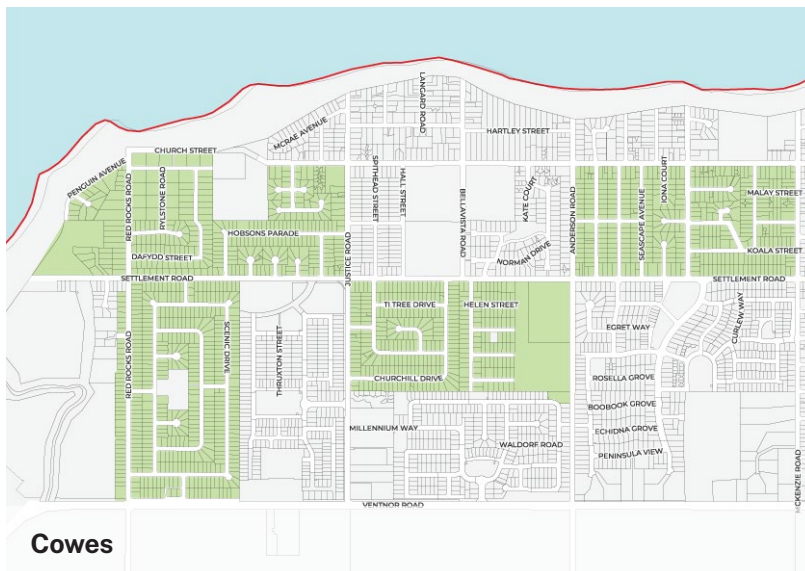 LANGARD ROAD
MCRAE AVENUE
HARTLEY STREET
CHURCH STREET
PENGUIN AVENUE
RED ROCKS ROAD
RYLSTONE ROAD
SPITHEAD STREET
HALL STREET
KATE COURT
IONA COURT
MALAY STREET
BELLAVISTA ROAD
ANDERSON ROAD
SEASCAPE AVENUE
HOBSONS PARADE
JUSTICE ROAD
NORMAN DRIVE
KOALA STREET
DAFYDD STREET
SETTLEMENT ROAD
SETTLEMENT ROAD
TI TREE DRIVE
HELEN STREET
CURLEW WAY
EGRET WAY
RED ROCKS ROAD
SCENIC DRIVE
THRUXTON STREET
CHURCHILL DRIVE
ROSELLA GROVE
BOOBOOK GROVE
MILLENNIUM WAY
ECHIDNA GROVE
WALDORF ROAD
PENINSULA VIEW
MCKENZIE ROAD
VENTNOR ROAD
Cowes